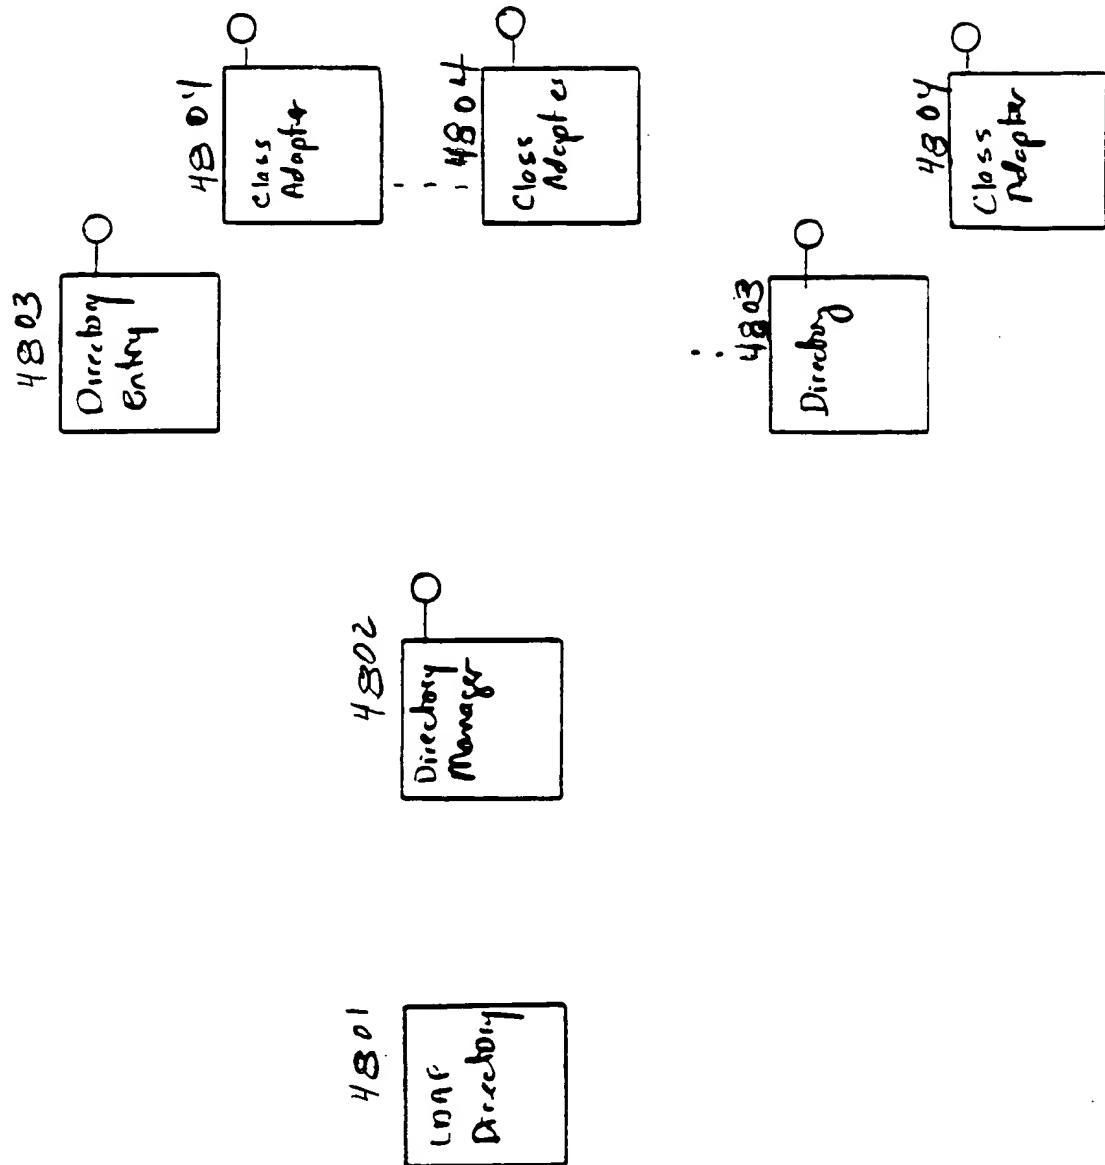 4803
Directory
Entry
4804
Class
Adapter
4801
LDAP
Directory
4802
Directory
Manager
4804
Class
Adapter
4803
Directory
4804
Class
Adapter